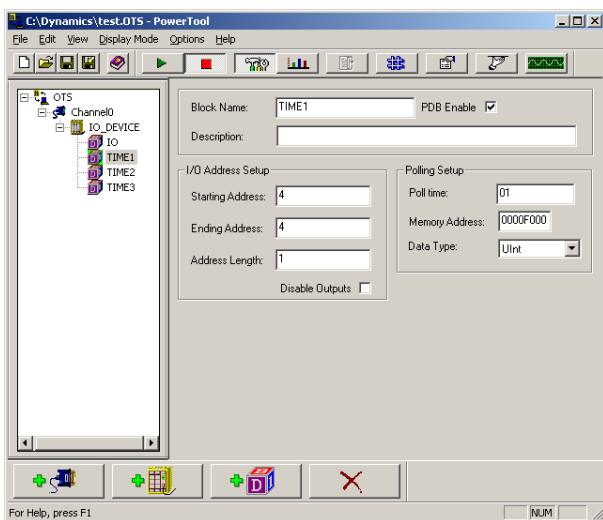 C:\Dynamics\test.OTS - PowerTool
File Edit View Display Mode Options Help
OTS
Channel0
IO_DEVICE
IO
TIME1
TIME2
TIME3
Block Name: TIME1 PDB Enable
Description:
I/O Address Setup
Starting Address: 4
Ending Address: 4
Address Length: 1
Disable Outputs
Polling Setup
Poll time: 01
Memory Address: 0000F000
Data Type: UInt
D
For Help, press F1
NUM